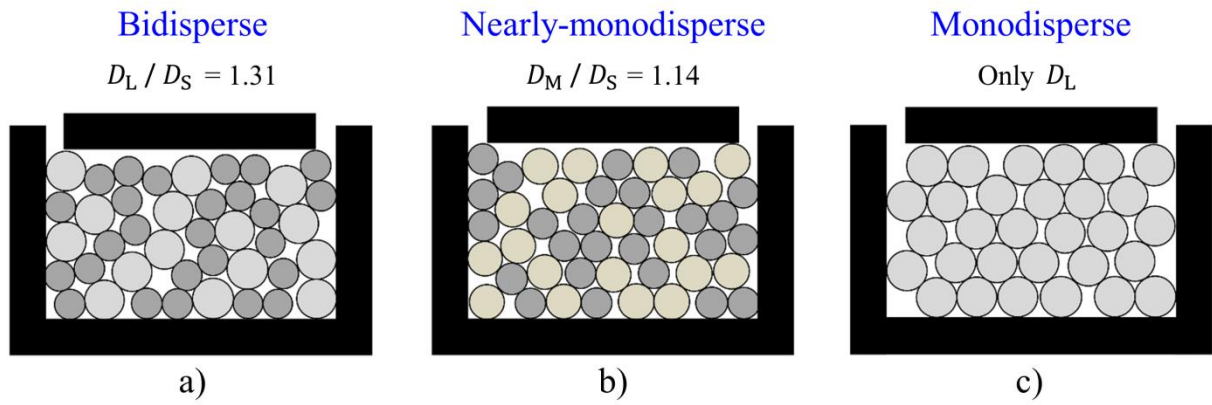 Bidisperse
D_L / D_S = 1.31
a)
Nearly-monodisperse
D_M / D_S = 1.14
b)
Monodisperse
Only D_L
c)